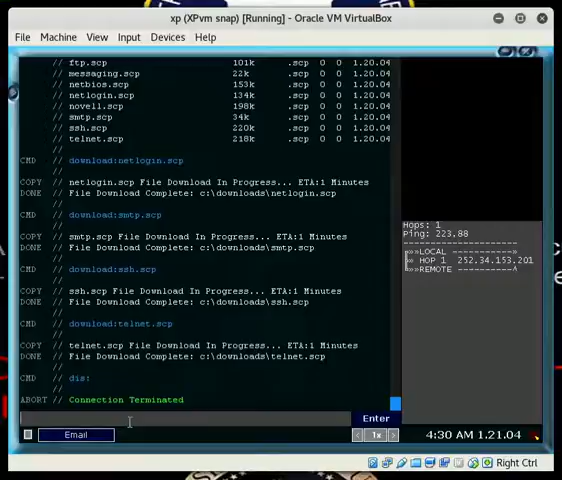 xp (XPvm snap) [Running] - Oracle VM VirtualBox
File Machine View Input Devices Help
// ftp.scp 101k .scp 0 0 1.20.04
// messaging.scp 22k .scp 0 0 1.20.04
// netbios.scp 153k .scp 0 0 1.20.04
// netlogin.scp 134k .scp 0 0 1.20.04
// novell.scp 198k .scp 0 0 1.20.04
// smtp.scp 34k .scp 0 0 1.20.04
// ssh.scp 220k .scp 0 0 1.20.04
// telnet.scp 218k .scp 0 0 1.20.04
//
CMD // download:netlogin.scp
//
COPY // netlogin.scp File Download In Progress... ETA:1 Minutes
DONE // File Download Complete: c:\downloads\netlogin.scp
//
CMD // download:smtp.scp
//
COPY // smtp.scp File Download In Progress... ETA:1 Minutes
DONE // File Download Complete: c:\downloads\smtp.scp
//
CMD // download:ssh.scp
//
COPY // ssh.scp File Download In Progress... ETA:1 Minutes
DONE // File Download Complete: c:\downloads\ssh.scp
//
CMD // download:telnet.scp
//
COPY // telnet.scp File Download In Progress... ETA:1 Minutes
DONE // File Download Complete: c:\downloads\telnet.scp
//
CMD // dis!
//
ABORT // Connection Terminated
Enter
Hops: 1
Ping: 223.88
----------------------
╔»»LOCAL -----------»
║» HOP 1 252.34.153.201
╚»»REMOTE ----------^
Email
< 1x >
4:30 AM 1.21.04
Right Ctrl